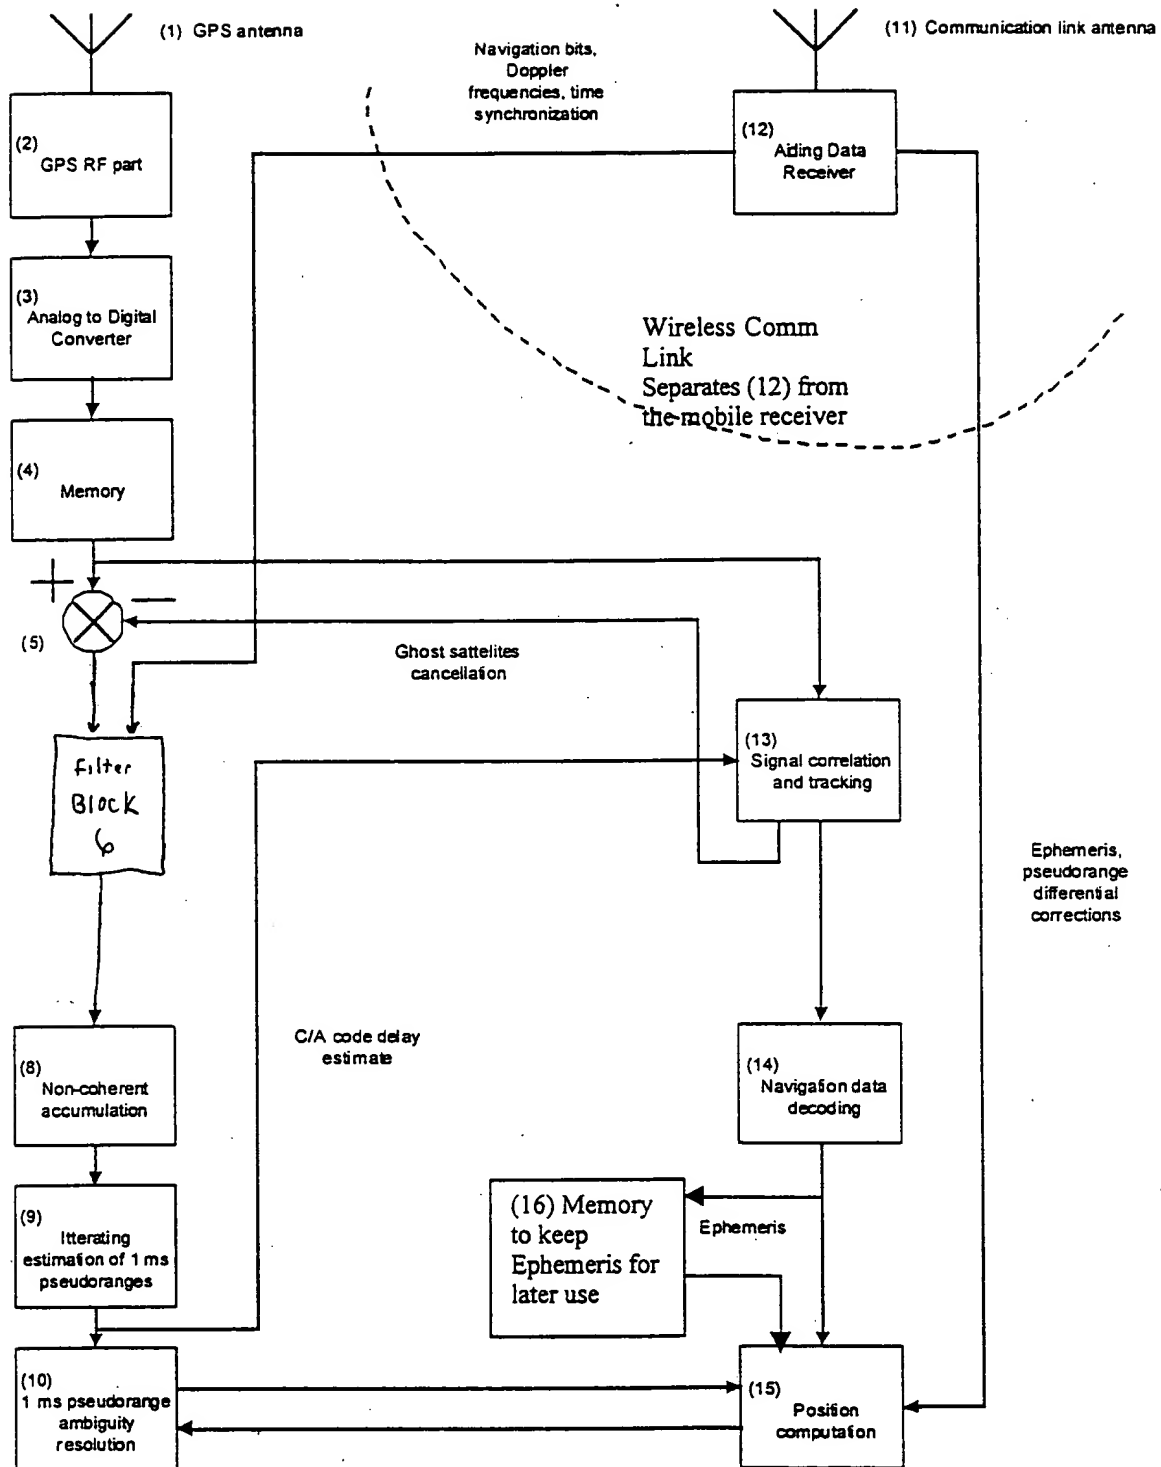 (1) GPS antenna
(11) Communication link antenna
Navigation bits,
Doppler
frequencies, time
synchronization
(2)
GPS RF part
(12)
Aiding Data
Receiver
(3)
Analog to Digital
Converter
Wireless Comm
Link
Separates (12) from
the mobile receiver
(4)
Memory
+
−
(5)
Ghost sattelites
cancellation
(13)
Signal correlation
and tracking
Filter
Block
6
Ephemeris,
pseudorange
differential
corrections
C/A code delay
estimate
(8)
Non-coherent
accumulation
(14)
Navigation data
decoding
(9)
Itterating
estimation of 1 ms
pseudoranges
(16) Memory
to keep
Ephemeris for
later use
Ephemeris
(10)
1 ms pseudorange
ambiguity
resolution
(15)
Position
computation